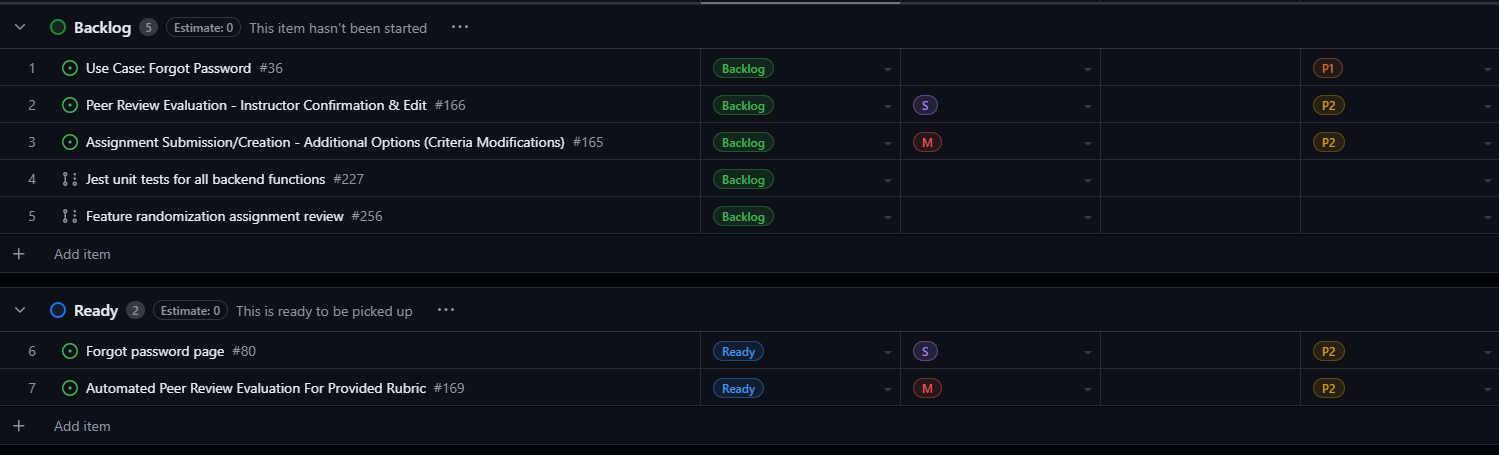 Backlog 5 Estimate: 0 This item hasn't been started ...
1 Use Case: Forgot Password #36 Backlog P1
2 Peer Review Evaluation - Instructor Confirmation & Edit #166 Backlog S P2
3 Assignment Submission/Creation - Additional Options (Criteria Modifications) #165 Backlog M P2
4 Jest unit tests for all backend functions #227 Backlog
5 Feature randomization assignment review #256 Backlog
+ Add item
Ready 2 Estimate: 0 This is ready to be picked up ...
6 Forgot password page #80 Ready S P2
7 Automated Peer Review Evaluation For Provided Rubric #169 Ready M P2
+ Add item